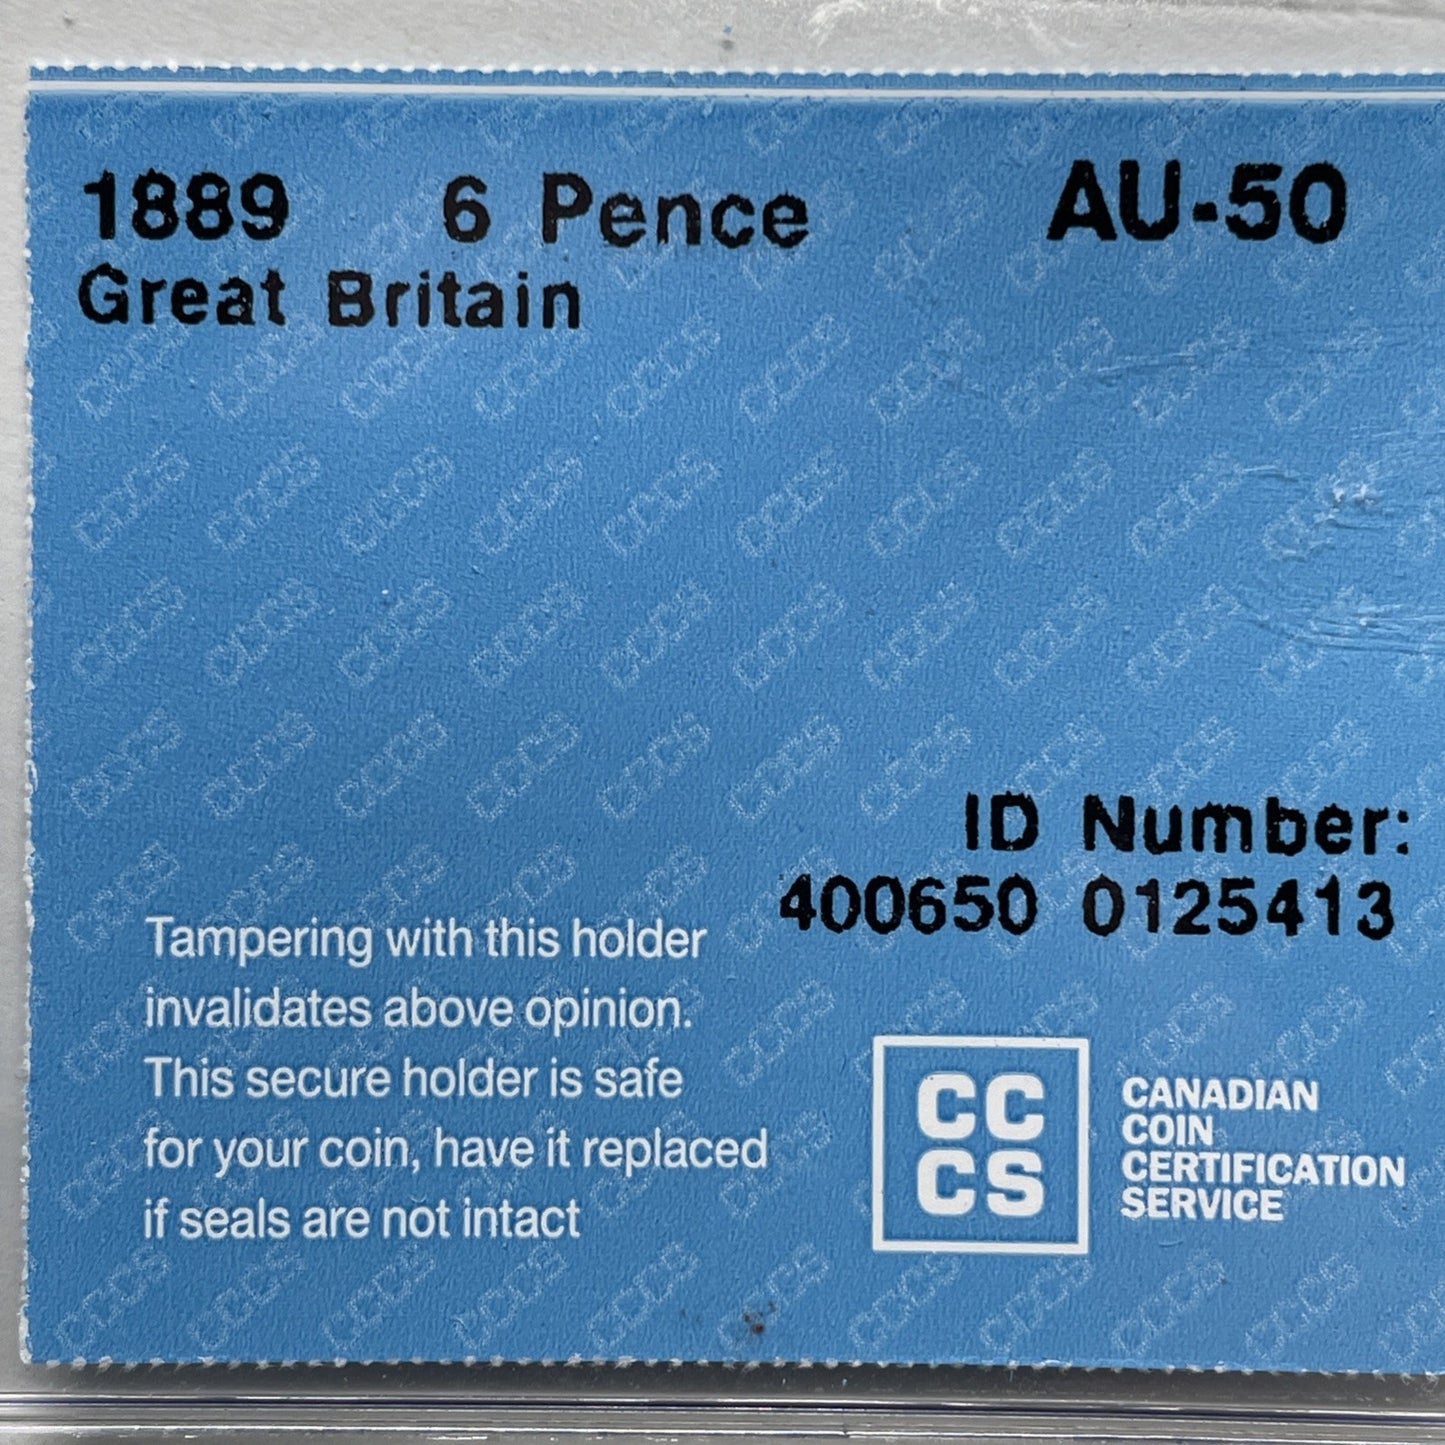 1889 6 Pence AU-50
Great Britain
ID Number:
400650 0125413
Tampering with this holder
invalidates above opinion.
This secure holder is safe
for your coin, have it replaced
if seals are not intact
CC
CS
CANADIAN
COIN
CERTIFICATION
SERVICE